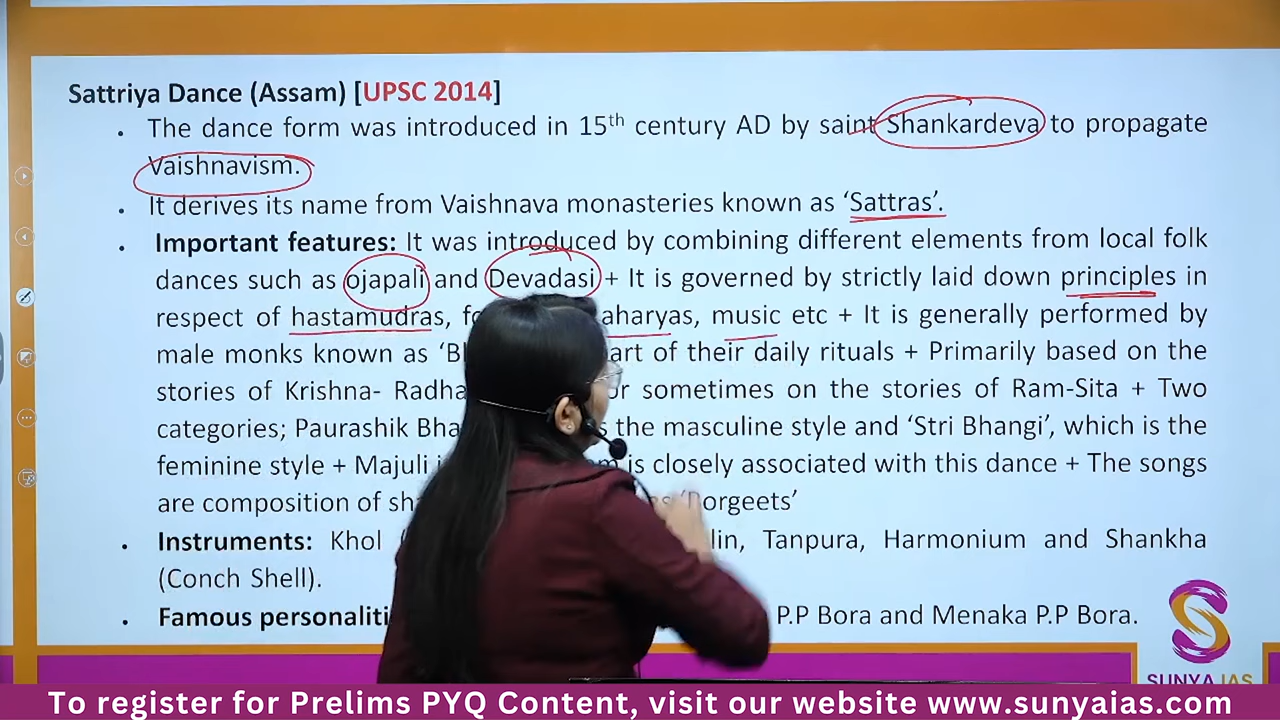 Sattriya Dance (Assam) [UPSC 2014]
• The dance form was introduced in 15th century AD by saint Shankardeva to propagate
Vaishnavism.
• It derives its name from Vaishnava monasteries known as ‘Sattras’.
• Important features: It was introduced by combining different elements from local folk
dances such as ojapali and Devadasi + It is governed by strictly laid down principles in
respect of hastamudras, aharyas, music etc + It is generally performed by
male monks known as of their daily rituals + Primarily based on the
stories of Krishna- Radha or sometimes on the stories of Ram-Sita + Two
categories; Paurashik the masculine style and ‘Stri Bhangi’, which is the
feminine style + Majuli is closely associated with this dance + The songs
are composition of ‘Borgeets’
• Instruments: Khol Tanpura, Harmonium and Shankha
(Conch Shell).
• Famous P.P Bora and Menaka P.P Bora.
S
SUNYA IAS
To register for Prelims PYQ Content, visit our website www.sunyaias.com